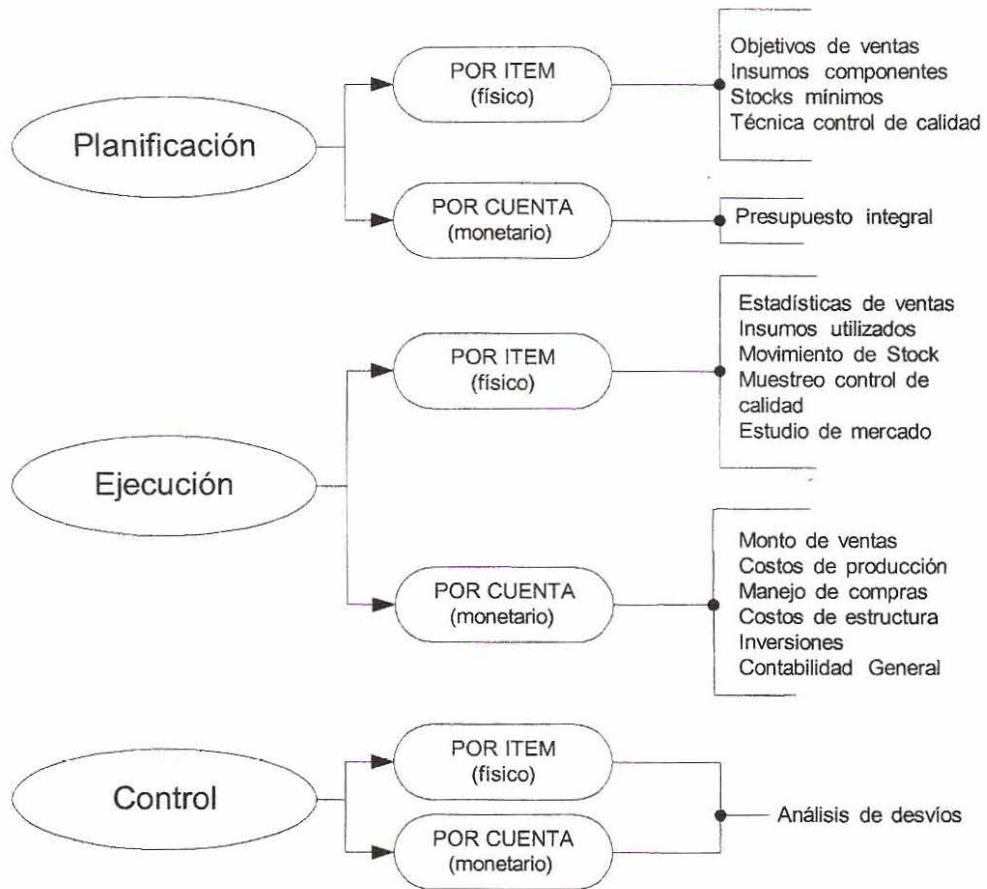 Planificación
POR ITEM
(físico)
Objetivos de ventas
Insumos componentes
Stocks mínimos
Técnica control de calidad
POR CUENTA
(monetario)
Presupuesto integral
Ejecución
POR ITEM
(físico)
Estadísticas de ventas
Insumos utilizados
Movimiento de Stock
Muestreo control de
calidad
Estudio de mercado
POR CUENTA
(monetario)
Monto de ventas
Costos de producción
Manejo de compras
Costos de estructura
Inversiones
Contabilidad General
Control
POR ITEM
(físico)
POR CUENTA
(monetario)
Análisis de desvíos